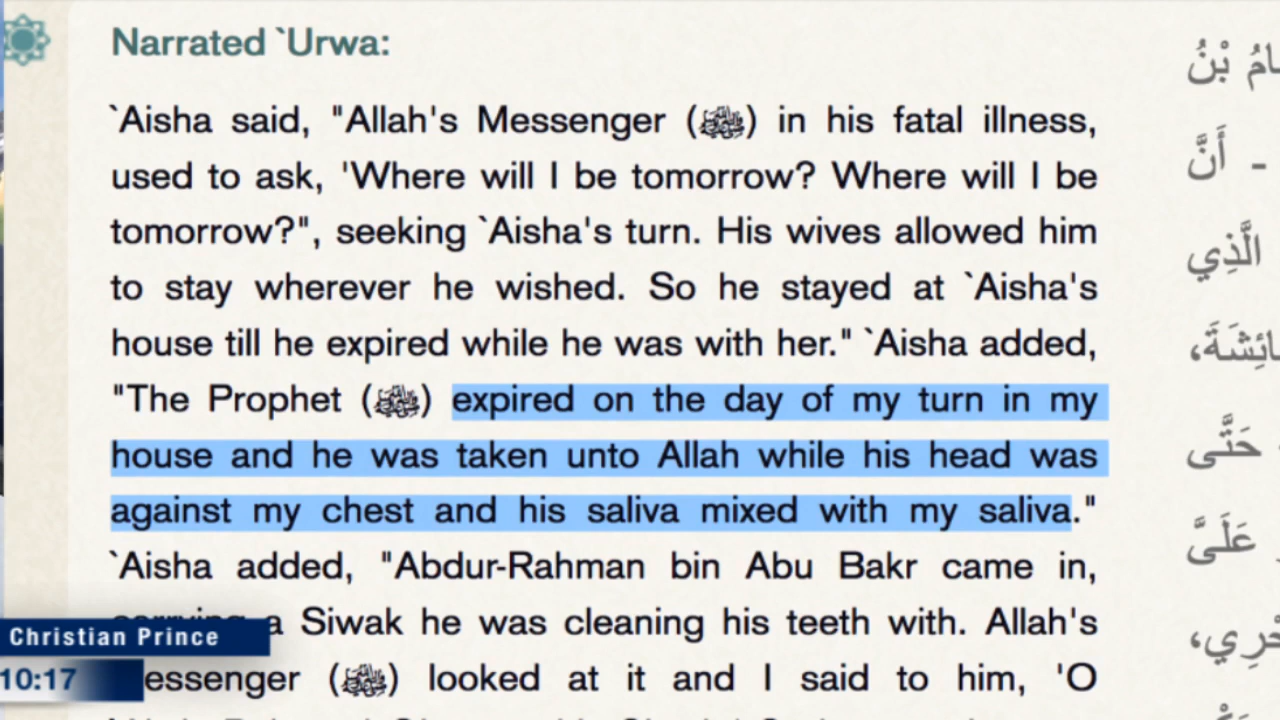 Narrated `Urwa:
`Aisha said, "Allah's Messenger (ﷺ) in his fatal illness,
used to ask, 'Where will I be tomorrow? Where will I be
tomorrow?", seeking `Aisha's turn. His wives allowed him
to stay wherever he wished. So he stayed at `Aisha's
house till he expired while he was with her." `Aisha added,
"The Prophet (ﷺ) expired on the day of my turn in my
house and he was taken unto Allah while his head was
against my chest and his saliva mixed with my saliva."
`Aisha added, "Abdur-Rahman bin Abu Bakr came in,
carrying a Siwak he was cleaning his teeth with. Allah's
essenger (ﷺ) looked at it and I said to him, 'O
Christian Prince
10:17
بْنُ
- أَنَّ
الَّذِي
حَتَّى
عَلَىَّ